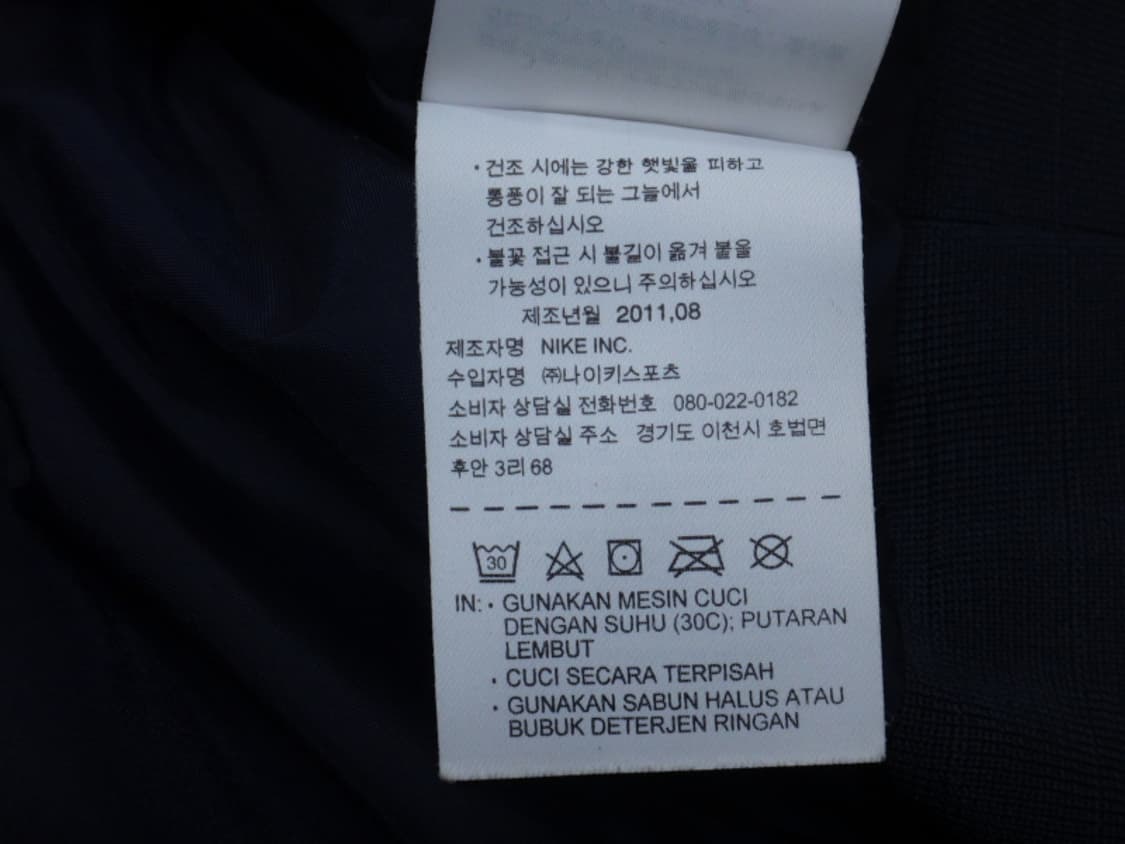 · 건조 시에는 강한 햇빛을 피하고
통풍이 잘 되는 그늘에서
건조하십시오
· 불꽃 접근 시 불길이 옮겨 붙을
가능성이 있으니 주의하십시오
제조년월 2011,08
제조자명 NIKE INC.
수입자명 ㈜나이키스포츠
소비자 상담실 전화번호 080-022-0182
소비자 상담실 주소 경기도 이천시 호법면
후안 3리 68
30
IN: · GUNAKAN MESIN CUCI
DENGAN SUHU (30C); PUTARAN
LEMBUT
· CUCI SECARA TERPISAH
· GUNAKAN SABUN HALUS ATAU
BUBUK DETERJEN RINGAN